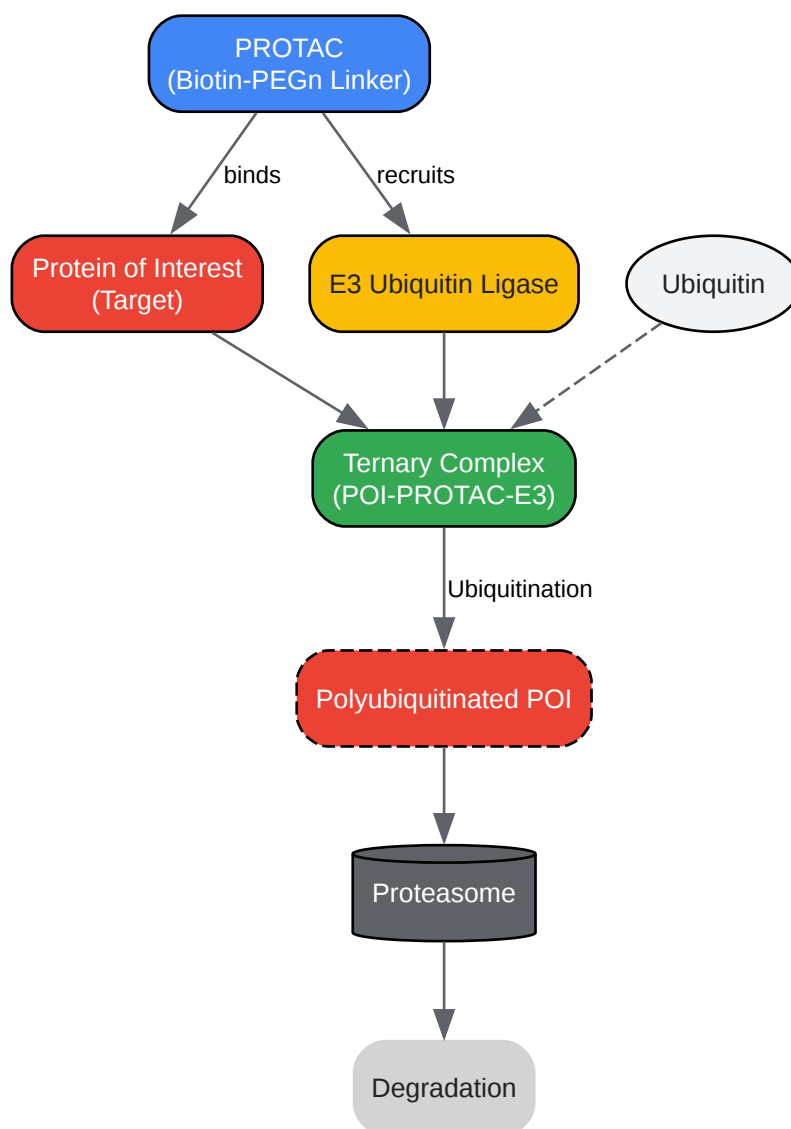 PROTAC
(Biotin-PEGn Linker)
binds
recruits
Protein of Interest
(Target)
E3 Ubiquitin Ligase
Ubiquitin
Ternary Complex
(POI-PROTAC-E3)
Ubiquitination
Polyubiquitinated POI
Proteasome
Degradation